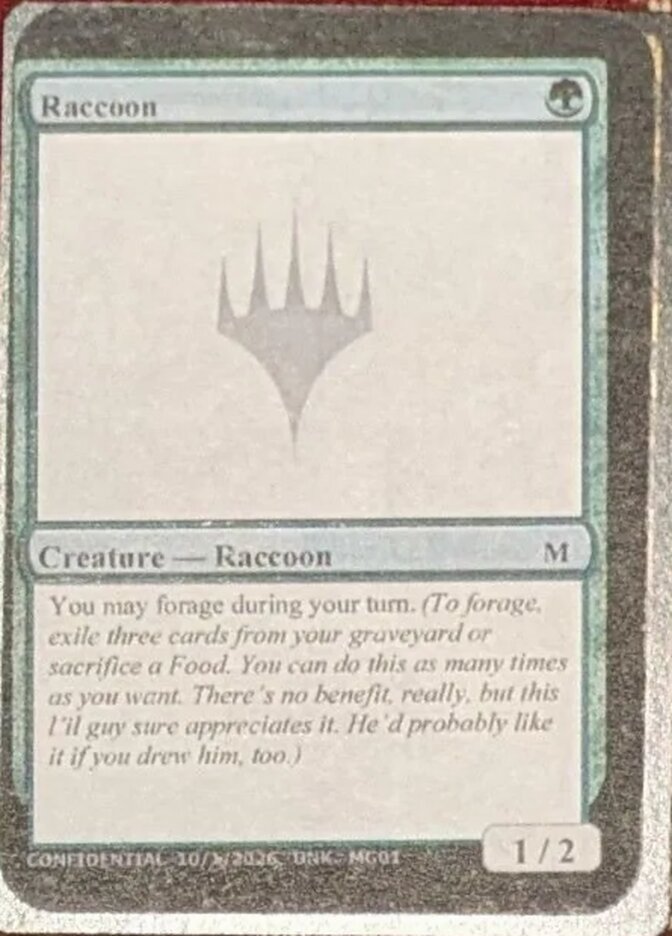 Raccoon
Creature — Raccoon M
You may forage during your turn. (To forage,
exile three cards from your graveyard or
sacrifice a Food. You can do this as many times
as you want. There's no benefit, really, but this
l'il guy sure appreciates it. He'd probably like
it if you drew him, too.)
1/2
CONFIDENTIAL